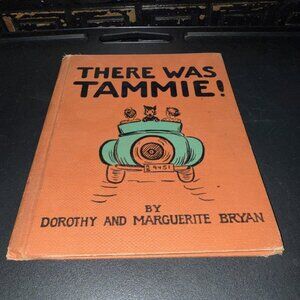 THERE WAS
TAMMIE!
BY
DOROTHY AND MARGUERITE BRYAN